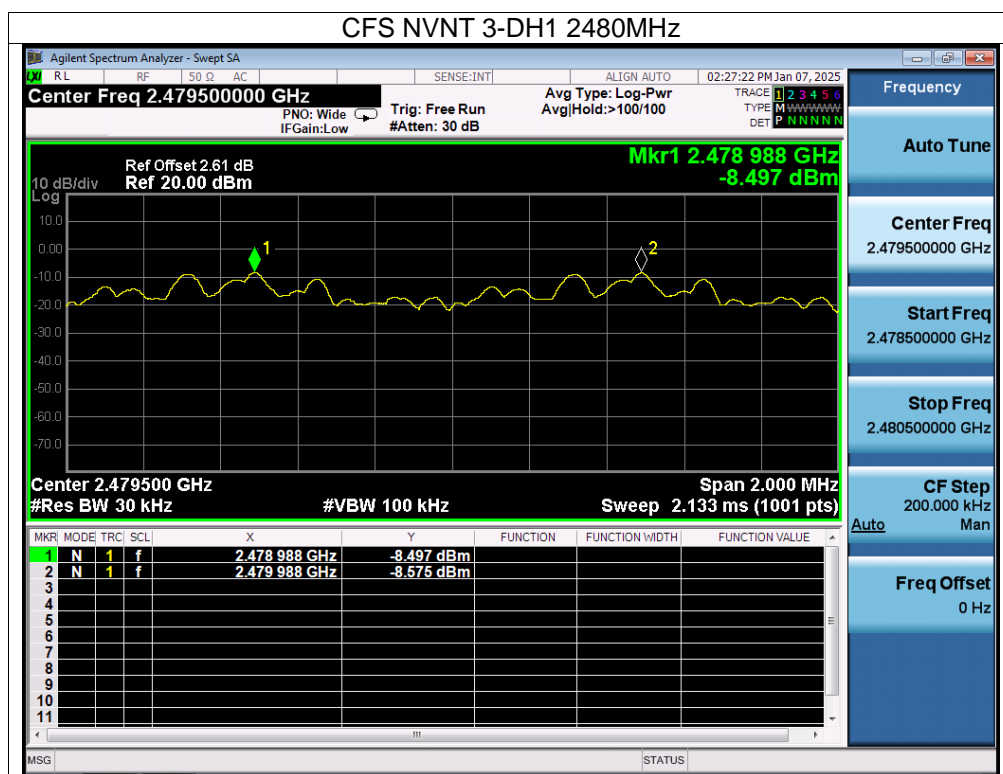 CFS NVNT 3-DH1 2480MHz
Agilent Spectrum Analyzer - Swept SA
LXI RL RF 50 Ω AC SENSE:INT ALIGN AUTO 02:27:22 PM Jan 07, 2025
Center Freq 2.479500000 GHz
PNO: Wide
IFGain:Low
Trig: Free Run
#Atten: 30 dB
Avg Type: Log-Pwr
Avg|Hold:>100/100
TRACE 1 2 3 4 5 6
TYPE M WWWWW
DET P N N N N N
Ref Offset 2.61 dB
Ref 20.00 dBm
10 dB/div
Log
Mkr1 2.478 988 GHz
-8.497 dBm
10.0
0.00
-10.0
-20.0
-30.0
-40.0
-50.0
-60.0
-70.0
1
2
Center 2.479500 GHz Span 2.000 MHz
#Res BW 30 kHz #VBW 100 kHz Sweep 2.133 ms (1001 pts)
MKR MODE TRC SCL X Y FUNCTION FUNCTION WIDTH FUNCTION VALUE
1 N 1 f 2.478 988 GHz -8.497 dBm
2 N 1 f 2.479 988 GHz -8.575 dBm
3
4
5
6
7
8
9
10
11
MSG STATUS
Frequency
Auto Tune
Center Freq
2.479500000 GHz
Start Freq
2.478500000 GHz
Stop Freq
2.480500000 GHz
CF Step
200.000 kHz
Auto Man
Freq Offset
0 Hz